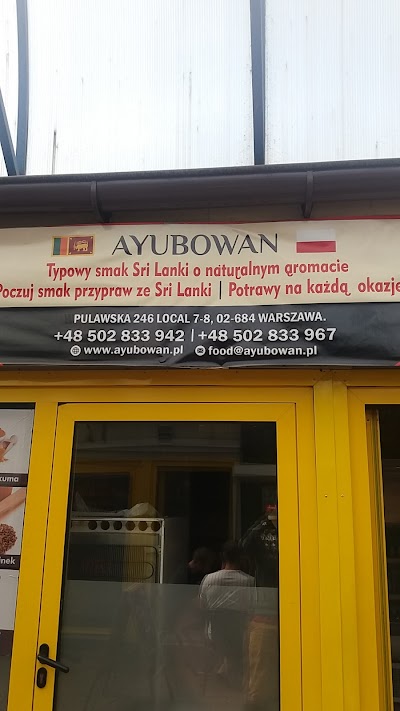 AYUBOWAN
Typowy smak Sri Lanki o naturalnym aromacie
Poczuj smak przypraw ze Sri Lanki | Potrawy na każdą okazje
PULAWSKA 246 LOCAL 7-8, 02-684 WARSZAWA.
+48 502 833 942 | +48 502 833 967
www.ayubowan.pl food@ayubowan.pl